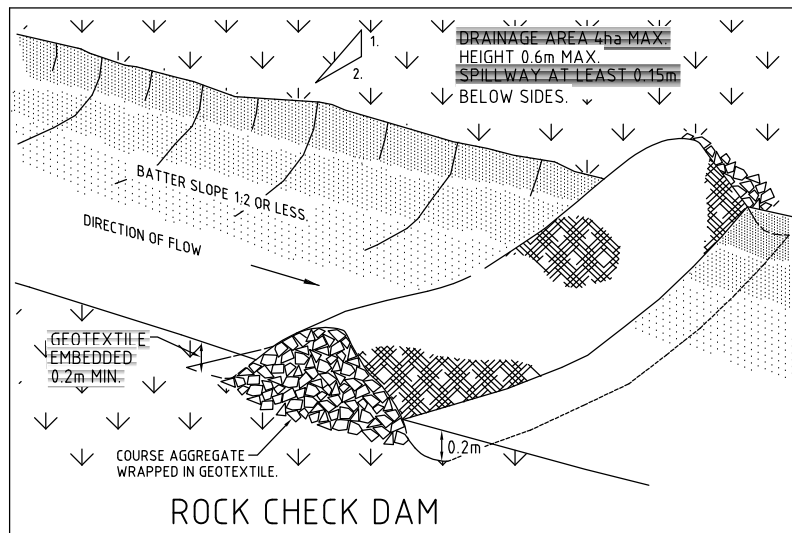 1.
2.
DRAINAGE AREA 4ha MAX.
HEIGHT 0.6m MAX.
SPILLWAY AT LEAST 0.15m
BELOW SIDES.
BATTER SLOPE 1:2 OR LESS.
DIRECTION OF FLOW
GEOTEXTILE
EMBEDDED
0.2m MIN.
0.2m
COURSE AGGREGATE
WRAPPED IN GEOTEXTILE.
ROCK CHECK DAM